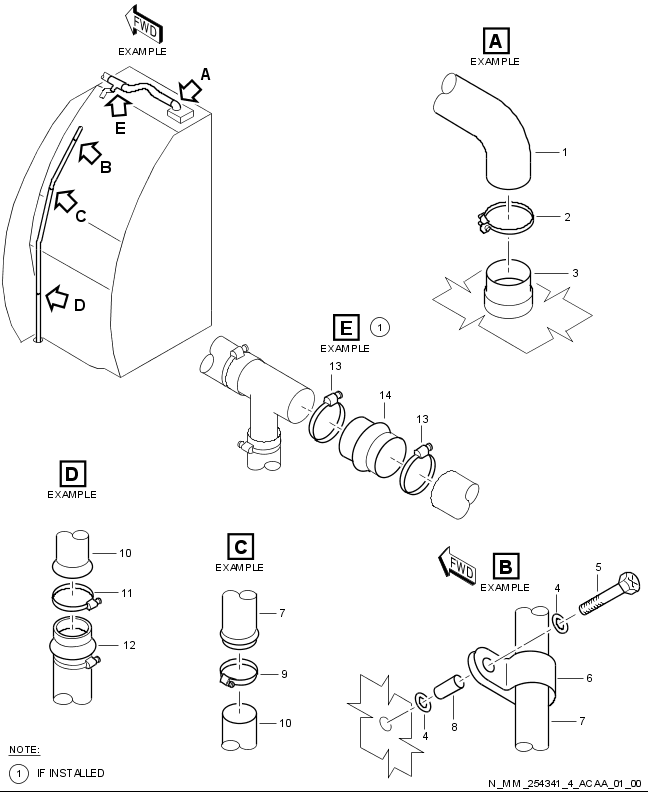 FWD
EXAMPLE
A
E
B
C
D
A
EXAMPLE
1
2
3
E 1
EXAMPLE
13
14
13
D
EXAMPLE
10
11
12
C
EXAMPLE
7
9
10
FWD
B
EXAMPLE
5
4
6
7
8
4
NOTE:
1 IF INSTALLED
N_MM_254341_4_ACAA_01_00